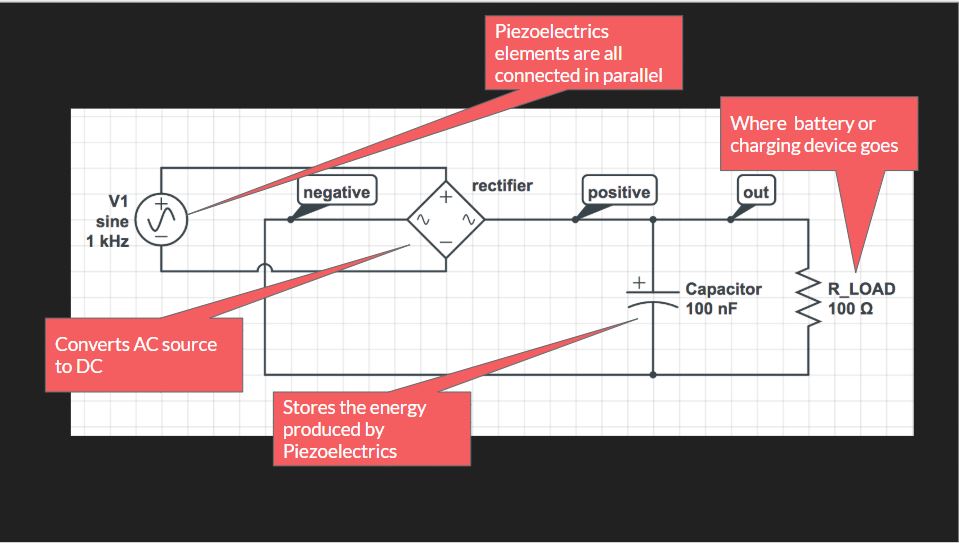 Piezoelectrics
elements are all
connected in parallel
Where battery or
charging device goes
negative
rectifier
positive
out
V1
sine
1 kHz
Capacitor
100 nF
R_LOAD
100 Ω
Converts AC source
to DC
Stores the energy
produced by
Piezoelectrics